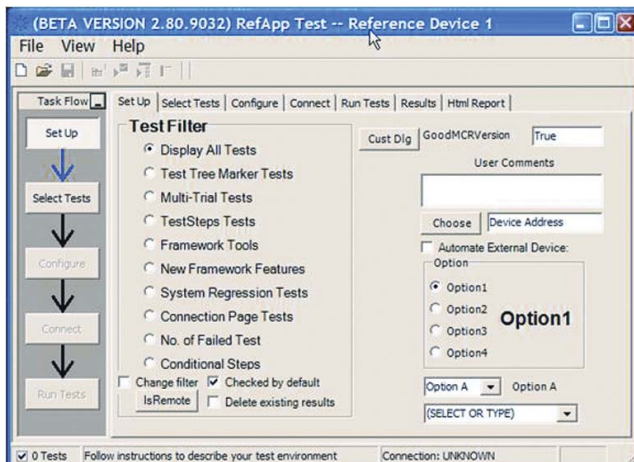 (BETA VERSION 2.80.9032) RefApp Test -- Reference Device 1
File View Help
Task Flow
Set Up
Select Tests
Configure
Connect
Run Tests
Set Up Select Tests Configure Connect Run Tests Results Html Report
TestFilter
Display All Tests
Test Tree Marker Tests
Multi-Trial Tests
TestSteps Tests
Framework Tools
New Framework Features
System Regression Tests
Connection Page Tests
No. of Failed Test
Conditional Steps
Change filter Checked by default
IsRemote Delete existing results
Cust Dlg GoodMCRVersion True
User Comments
Choose Device Address
Automate External Device:
Option
Option1
Option2
Option3
Option4
Option1
Option A Option A
(SELECT OR TYPE)
0 Tests Follow instructions to describe your test environment Connection: UNKNOWN